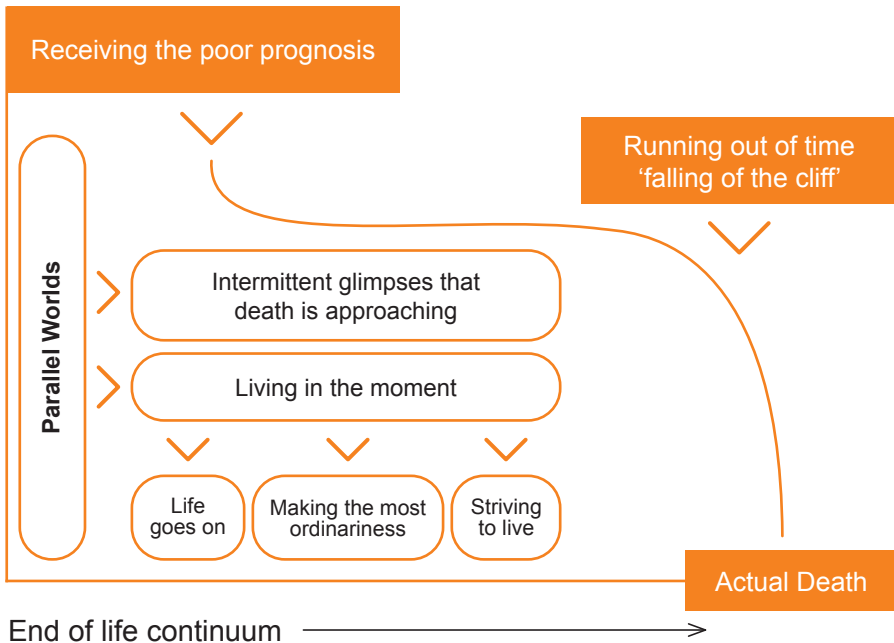 Receiving the poor prognosis
Running out of time
‘falling of the cliff’
Parallel Worlds
Intermittent glimpses that
death is approaching
Living in the moment
Life
goes on
Making the most
ordinariness
Striving
to live
Actual Death
End of life continuum